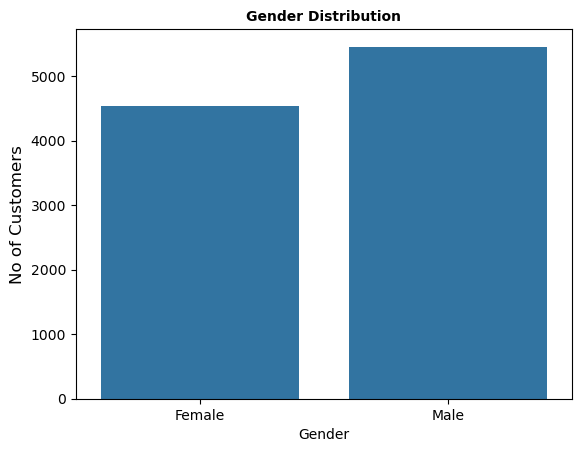 Gender Distribution
No of Customers
5000
4000
3000
2000
1000
0
Female Male
Gender